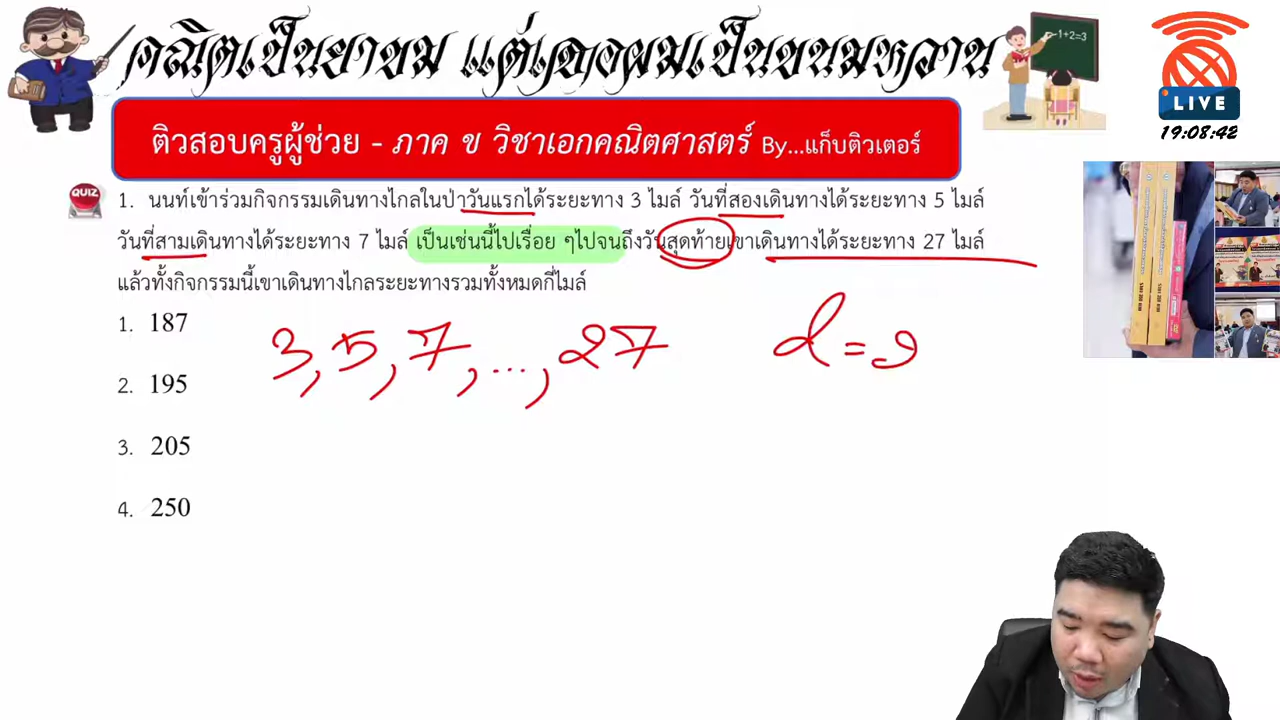 คณิตเป็นยาขม แต่เธอผมเป็นขนมหวาน
1+2=3
LIVE
19:08:42
ติวสอบครูผู้ช่วย - ภาค ข วิชาเอกคณิตศาสตร์ By...แก็บติวเตอร์
QUIZ
1. นนท์เข้าร่วมกิจกรรมเดินทางไกลในป่าวันแรกได้ระยะทาง 3 ไมล์ วันที่สองเดินทางได้ระยะทาง 5 ไมล์
วันที่สามเดินทางได้ระยะทาง 7 ไมล์ เป็นเช่นนี้ไปเรื่อย ๆไปจนถึงวันสุดท้ายเขาเดินทางได้ระยะทาง 27 ไมล์
แล้วทั้งกิจกรรมนี้เขาเดินทางไกลระยะทางรวมทั้งหมดกี่ไมล์
1. 187
2. 195
3. 205
4. 250
3, 5, 7, ..., 27
d = 2